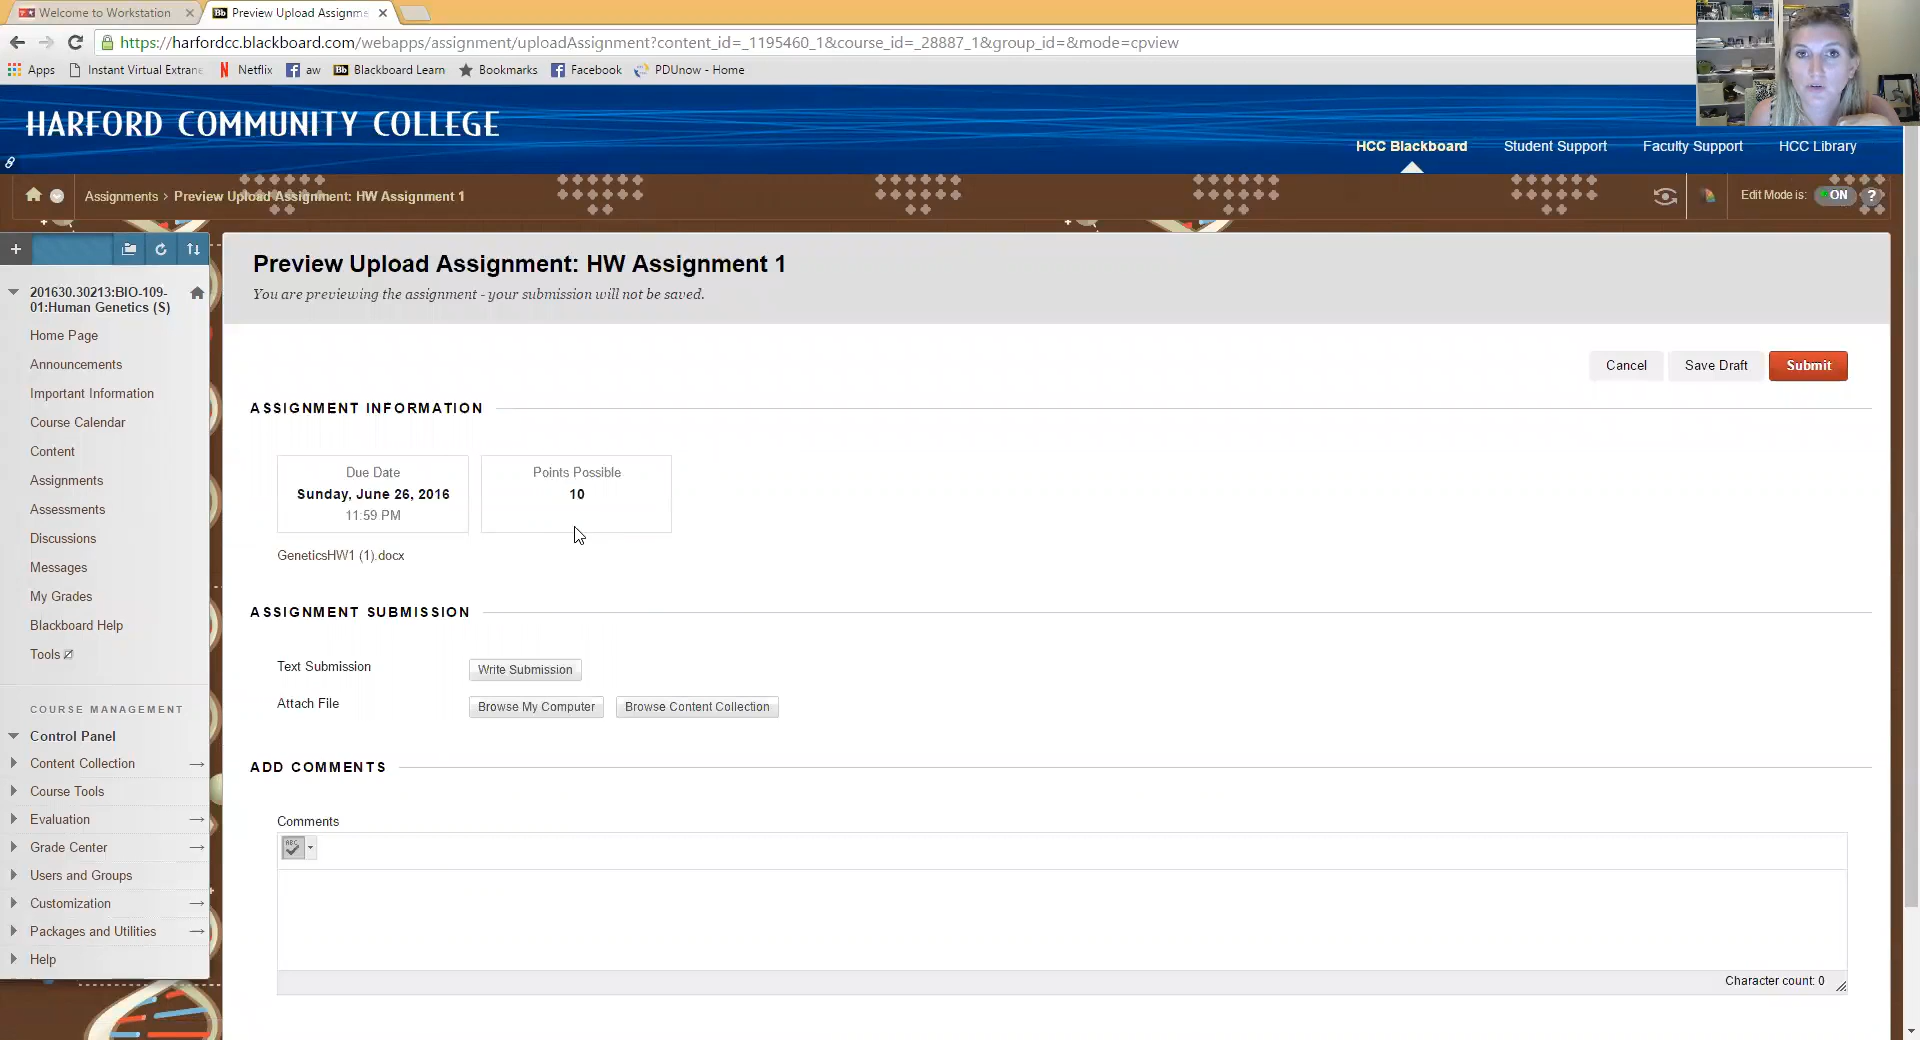 Welcome to Workstation
Preview Upload Assignme
https://harfordcc.blackboard.com/webapps/assignment/uploadAssignment?content_id=_1195460_1&course_id=_28887_1&group_id=&mode=cpview
Apps Instant Virtual Extran Netflix aw Blackboard Learn Bookmarks Facebook PDUnow - Home
HARFORD COMMUNITY COLLEGE
HCC Blackboard Student Support Faculty Support HCC Library
Assignments > Preview Upload Assignment: HW Assignment 1
Edit Mode is: ON ?
201630.30213:BIO-109-
01:Human Genetics (S)
Home Page
Announcements
Important Information
Course Calendar
Content
Assignments
Assessments
Discussions
Messages
My Grades
Blackboard Help
Tools
COURSE MANAGEMENT
Control Panel
Content Collection
Course Tools
Evaluation
Grade Center
Users and Groups
Customization
Packages and Utilities
Help
Preview Upload Assignment: HW Assignment 1
You are previewing the assignment - your submission will not be saved.
Cancel Save Draft Submit
ASSIGNMENT INFORMATION
Due Date
Sunday, June 26, 2016
11:59 PM
Points Possible
10
GeneticsHW1 (1).docx
ASSIGNMENT SUBMISSION
Text Submission Write Submission
Attach File Browse My Computer Browse Content Collection
ADD COMMENTS
Comments
ABC
Character count: 0